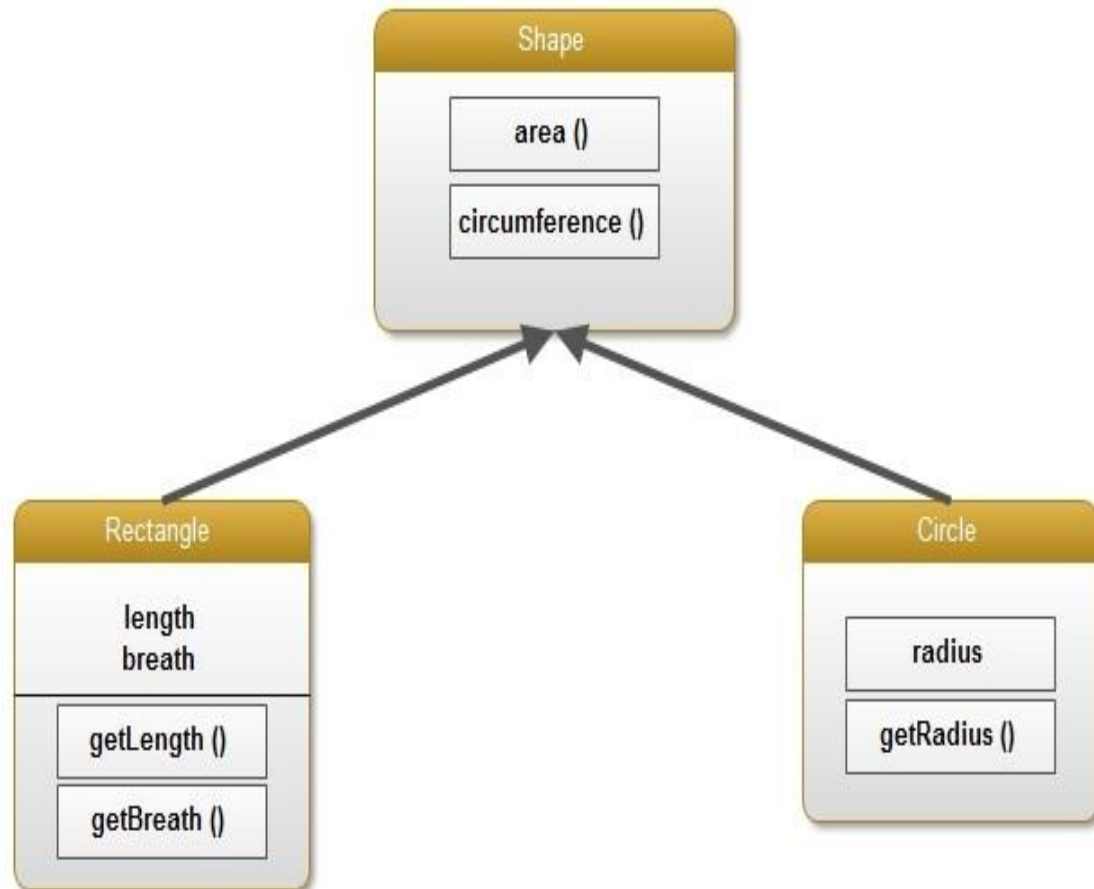 Shape
area ()
circumference ()
Rectangle
length
breath
getLength ()
getBreath ()
Circle
radius
getRadius ()